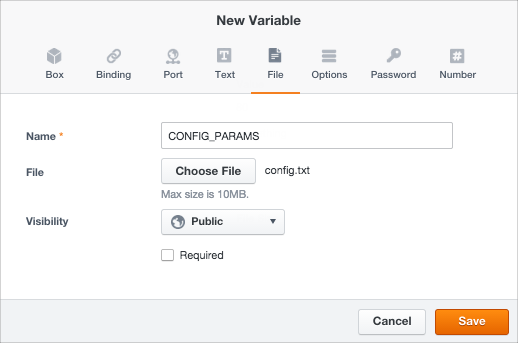 New Variable
Box Binding Port Text File Options Password Number
Name *
CONFIG_PARAMS
File
Choose File config.txt
Max size is 10MB.
Visibility
Public
Required
Cancel Save